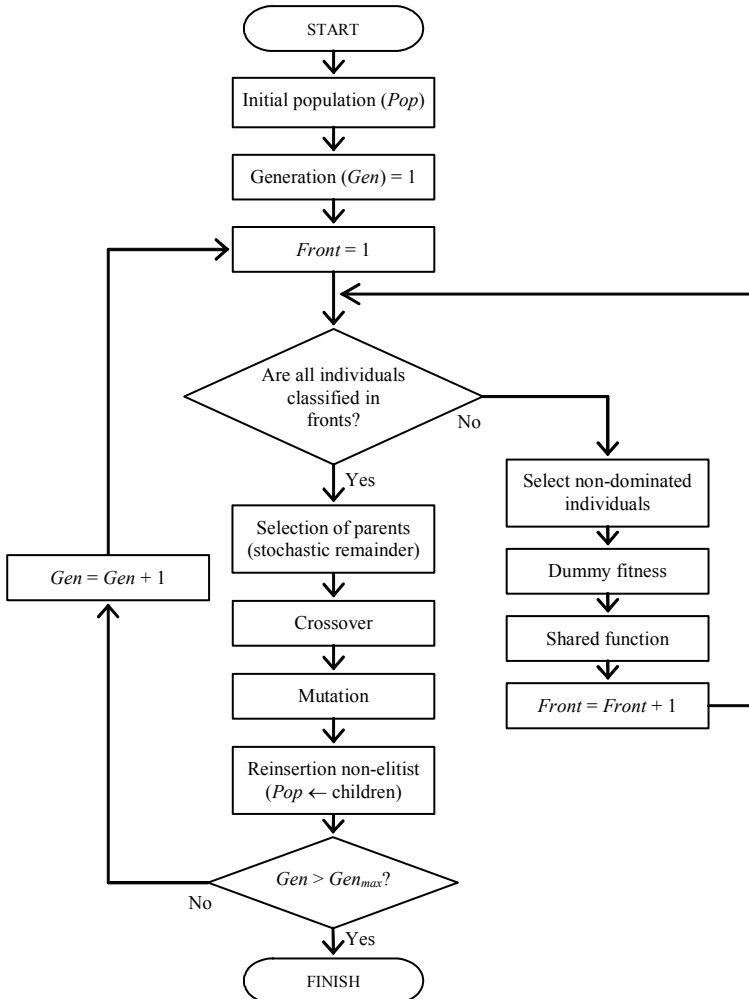 START
Initial population (Pop)
Generation (Gen) = 1
Front = 1
Are all individuals
classified in
fronts?
No
Yes
Select non-dominated
individuals
Selection of parents
(stochastic remainder)
Gen = Gen + 1
Dummy fitness
Crossover
Shared function
Mutation
Front = Front + 1
Reinsertion non-elitist
(Pop ← children)
Gen > Genmax?
No
Yes
FINISH